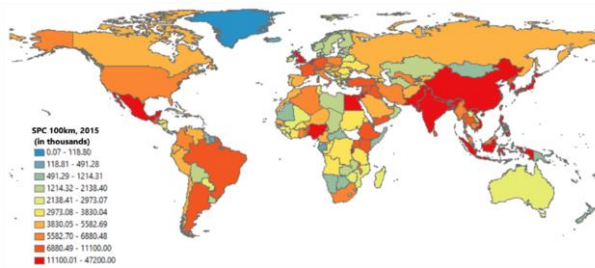 SPC 100km, 2015
(in thousands)
0.07 - 118.80
118.81 - 491.28
491.29 - 1214.31
1214.32 - 2138.40
2138.41 - 2973.07
2973.08 - 3830.04
3830.05 - 5582.69
5582.70 - 6880.48
6880.49 - 11100.00
11100.01 - 47200.00